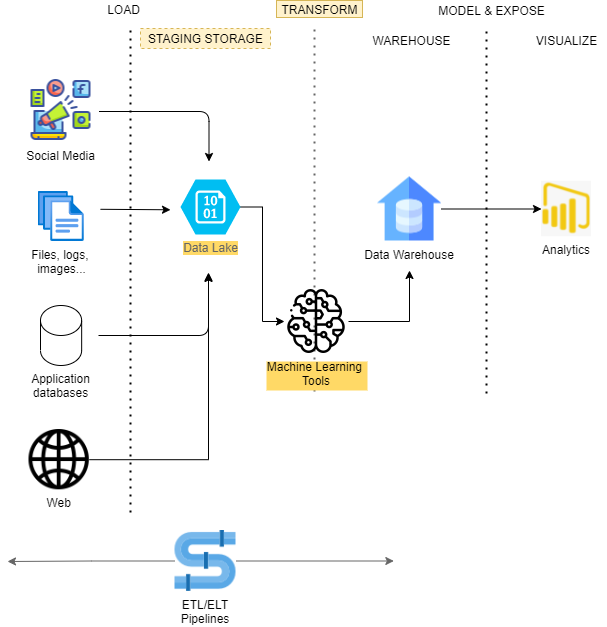 LOAD
TRANSFORM
MODEL & EXPOSE
STAGING STORAGE
WAREHOUSE
VISUALIZE
Social Media
10
01
Data Lake
Files, logs,
images...
Data Warehouse
Analytics
Machine Learning
Tools
Application
databases
Web
ETL/ELT
Pipelines